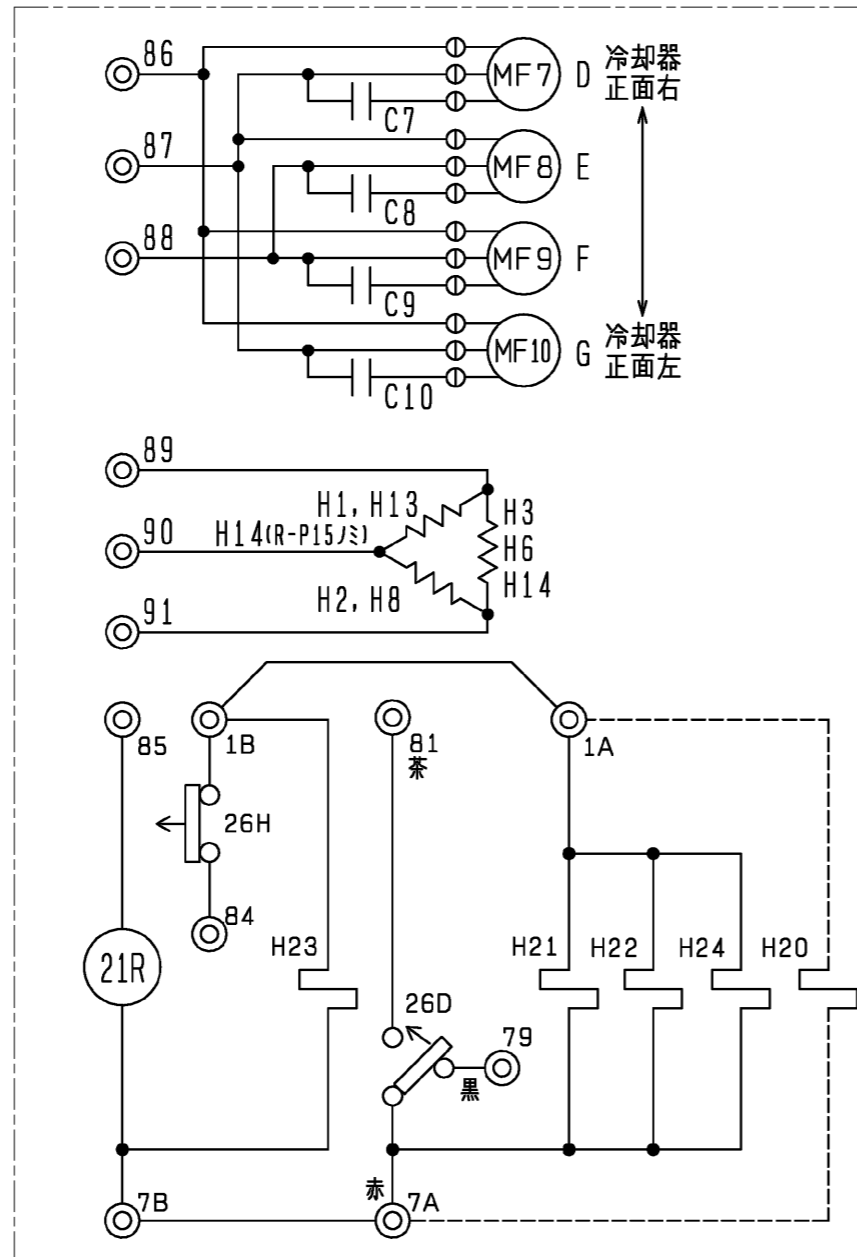 86
MF7
D
冷却器
正面右
C7
87
MF8
E
C8
88
MF9
F
C9
MF10
G
冷却器
正面左
C10
89
H1, H13
H3
90
H14(R-P15ノミ)
H6
H14
91
H2, H8
85
1B
81
茶
1A
26H
84
H23
H21
H22
H24
H20
21R
26D
79
黒
赤
7B
7A